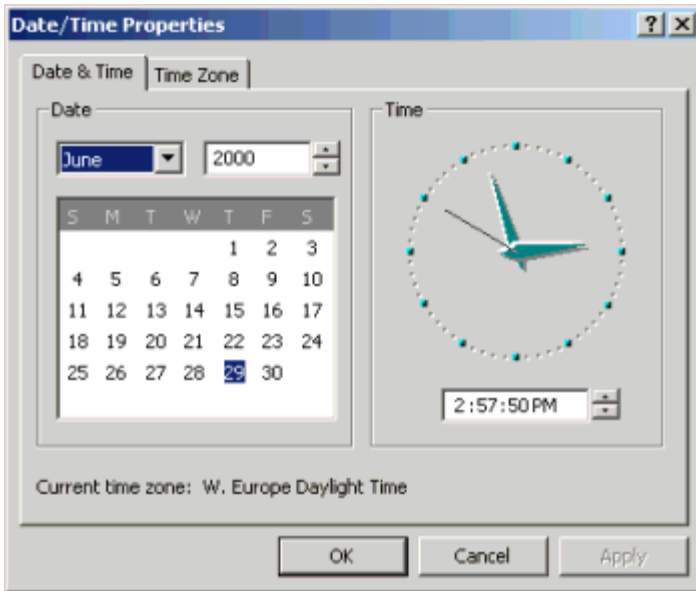 Date/Time Properties
Date & Time Time Zone
Date
Time
June 2000
S M T W T F S
1 2 3
4 5 6 7 8 9 10
11 12 13 14 15 16 17
18 19 20 21 22 23 24
25 26 27 28 29 30
2:57:50 PM
Current time zone: W. Europe Daylight Time
OK Cancel Apply